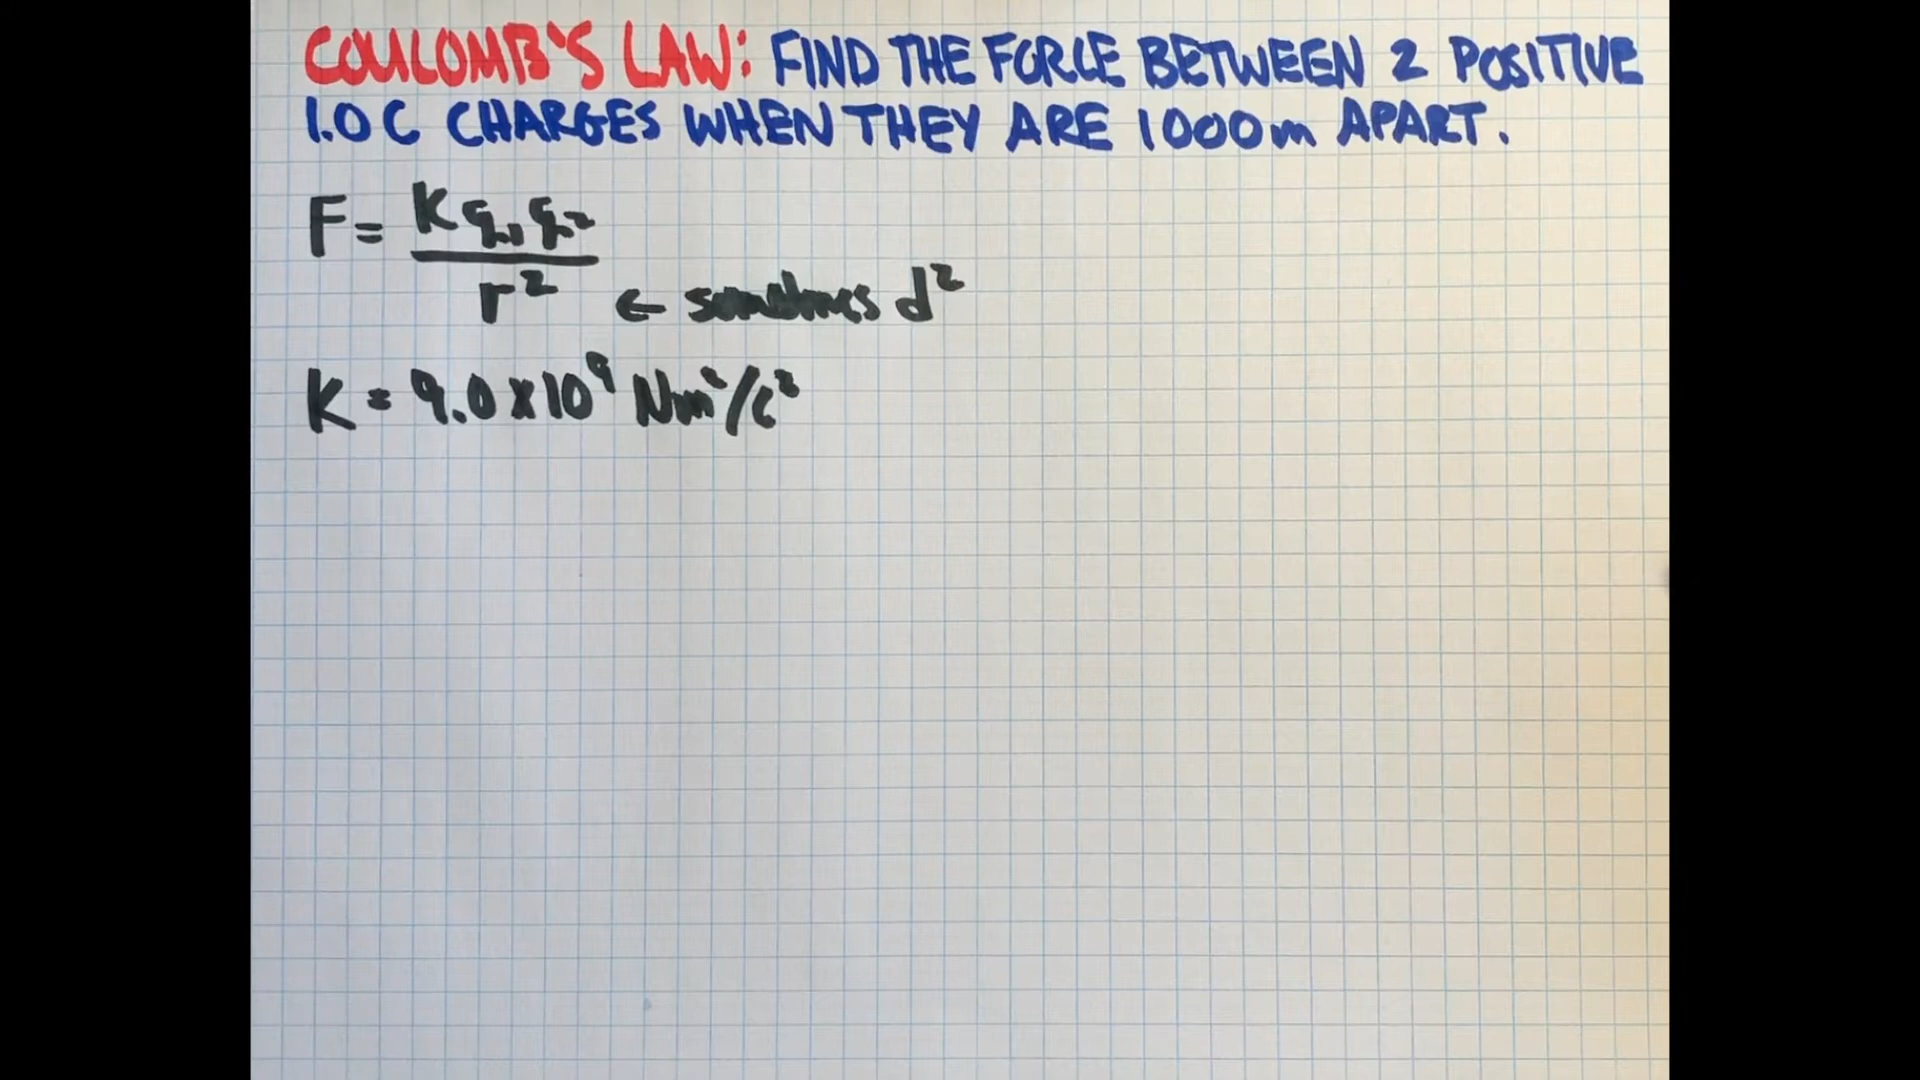 COULOMB'S LAW: FIND THE FORCE BETWEEN 2 POSITIVE
1.0 C CHARGES WHEN THEY ARE 1000m APART.
F = Kq₁q₂
r² ← sometimes d²
K = 9.0 x 10⁹ Nm²/C²